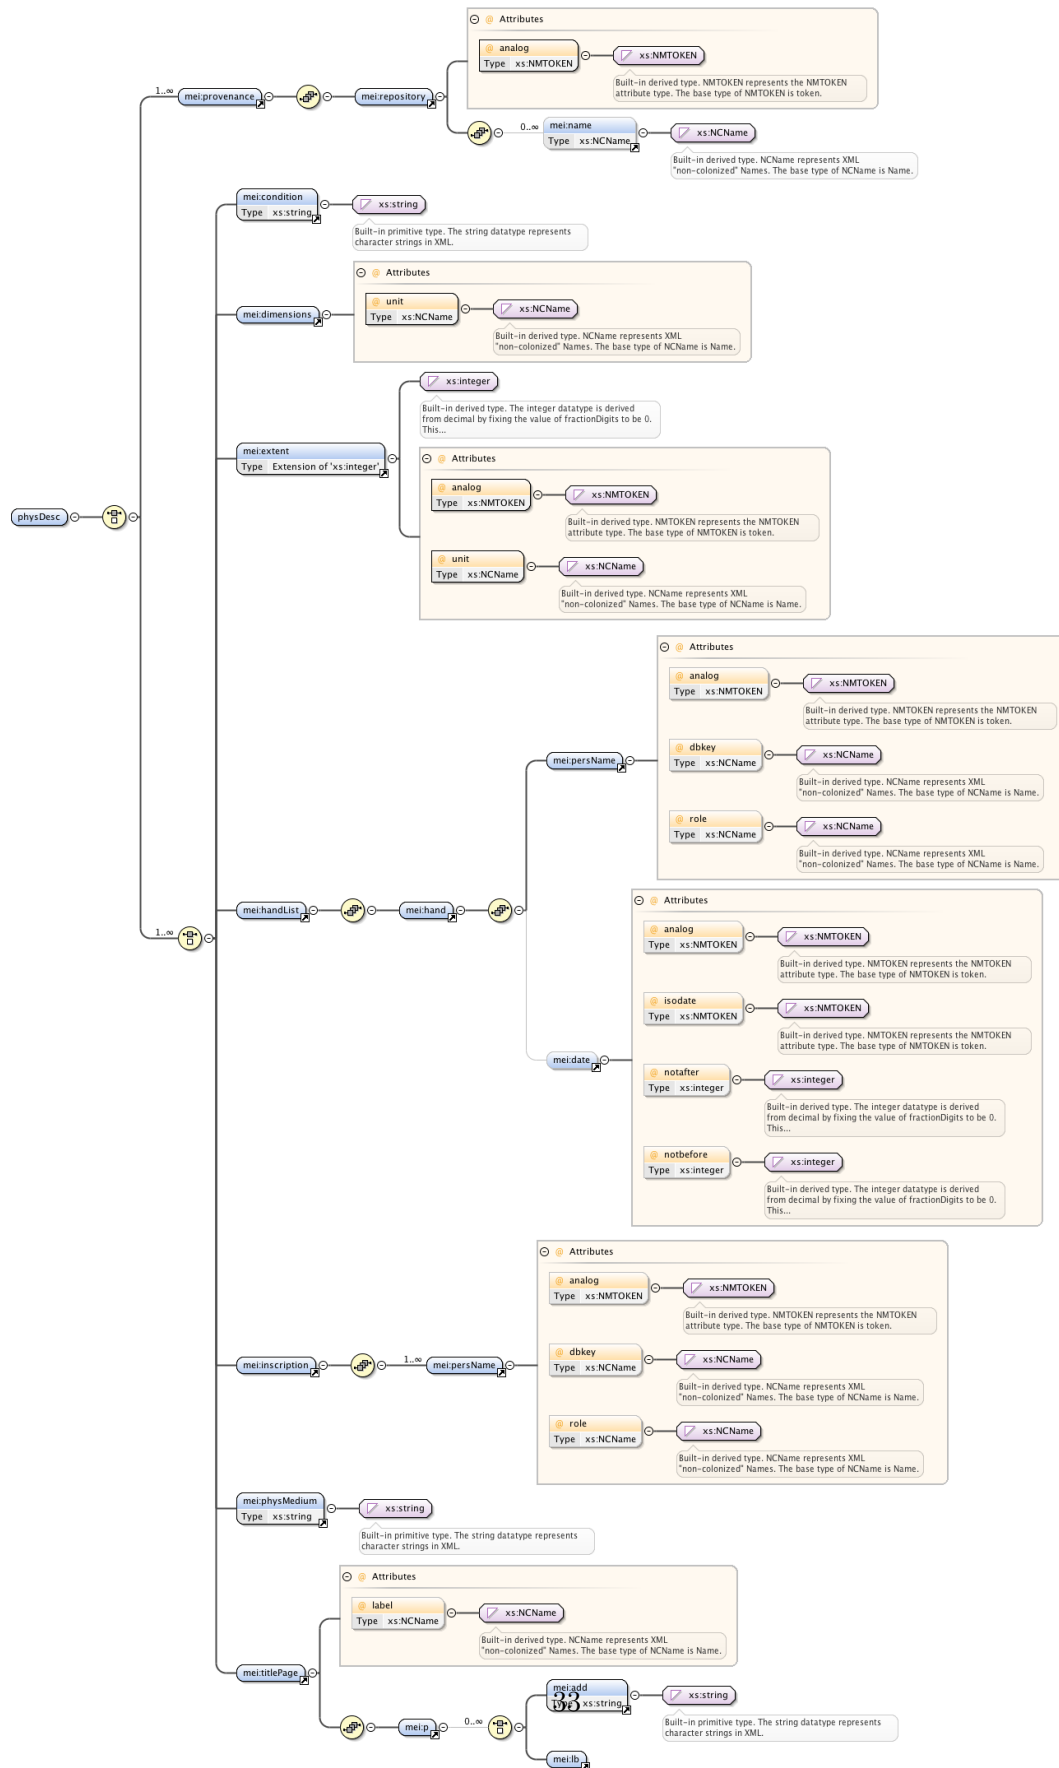 Attributes
analog
Type xs:NMTOKEN
xs:NMTOKEN
Built-in derived type. NMTOKEN represents the NMTOKEN
attribute type. The base type of NMTOKEN is token.
1..∞
mei:provenance
mei:repository
0..∞
mei:name
Type xs:NCName
xs:NCName
Built-in derived type. NCName represents XML
"non-colonized" Names. The base type of NCName is Name.
mei:condition
Type xs:string
xs:string
Built-in primitive type. The string datatype represents
character strings in XML.
Attributes
unit
Type xs:NCName
xs:NCName
Built-in derived type. NCName represents XML
"non-colonized" Names. The base type of NCName is Name.
mei:dimensions
xs:integer
Built-in derived type. The integer datatype is derived
from decimal by fixing the value of fractionDigits to be 0.
This...
mei:extent
Type Extension of 'xs:integer'
Attributes
analog
Type xs:NMTOKEN
xs:NMTOKEN
Built-in derived type. NMTOKEN represents the NMTOKEN
attribute type. The base type of NMTOKEN is token.
unit
Type xs:NCName
xs:NCName
Built-in derived type. NCName represents XML
"non-colonized" Names. The base type of NCName is Name.
physDesc
Attributes
analog
Type xs:NMTOKEN
xs:NMTOKEN
Built-in derived type. NMTOKEN represents the NMTOKEN
attribute type. The base type of NMTOKEN is token.
mei:persName
dbkey
Type xs:NCName
xs:NCName
Built-in derived type. NCName represents XML
"non-colonized" Names. The base type of NCName is Name.
role
Type xs:NCName
xs:NCName
Built-in derived type. NCName represents XML
"non-colonized" Names. The base type of NCName is Name.
1..∞
mei:handList
mei:hand
Attributes
analog
Type xs:NMTOKEN
xs:NMTOKEN
Built-in derived type. NMTOKEN represents the NMTOKEN
attribute type. The base type of NMTOKEN is token.
isodate
Type xs:NMTOKEN
xs:NMTOKEN
Built-in derived type. NMTOKEN represents the NMTOKEN
attribute type. The base type of NMTOKEN is token.
mei:date
notafter
Type xs:integer
xs:integer
Built-in derived type. The integer datatype is derived
from decimal by fixing the value of fractionDigits to be 0.
This...
notbefore
Type xs:integer
xs:integer
Built-in derived type. The integer datatype is derived
from decimal by fixing the value of fractionDigits to be 0.
This...
Attributes
analog
Type xs:NMTOKEN
xs:NMTOKEN
Built-in derived type. NMTOKEN represents the NMTOKEN
attribute type. The base type of NMTOKEN is token.
mei:inscription
1..∞
mei:persName
dbkey
Type xs:NCName
xs:NCName
Built-in derived type. NCName represents XML
"non-colonized" Names. The base type of NCName is Name.
role
Type xs:NCName
xs:NCName
Built-in derived type. NCName represents XML
"non-colonized" Names. The base type of NCName is Name.
mei:physMedium
Type xs:string
xs:string
Built-in primitive type. The string datatype represents
character strings in XML.
Attributes
label
Type xs:NCName
xs:NCName
Built-in derived type. NCName represents XML
"non-colonized" Names. The base type of NCName is Name.
mei:titlePage
mei:p
0..∞
mei:add
Type xs:string
33
xs:string
Built-in primitive type. The string datatype represents
character strings in XML.
mei:lb